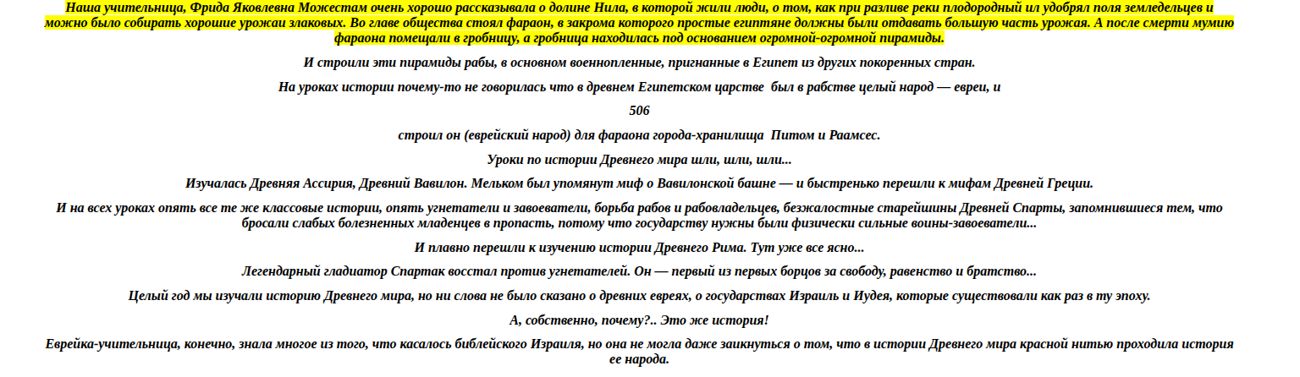 Наша учительница, Фрида Яковлевна Можестам очень хорошо рассказывала о долине Нила, в которой жили люди, о том, как при разливе реки плодородный ил удобрял поля земледельцев и
можно было собирать хорошие урожаи злаковых. Во главе общества стоял фараон, в закрома которого простые египтяне должны были отдавать большую часть урожая. А после смерти мумию
фараона помещали в гробницу, а гробница находилась под основанием огромной-огромной пирамиды.
И строили эти пирамиды рабы, в основном военнопленные, пригнанные в Египет из других покоренных стран.
На уроках истории почему-то не говорилась что в древнем Египетском царстве был в рабстве целый народ — евреи, и
506
строил он (еврейский народ) для фараона города-хранилища Питом и Раамсес.
Уроки по истории Древнего мира шли, шли, шли...
Изучалась Древняя Ассирия, Древний Вавилон. Мельком был упомянут миф о Вавилонской башне — и быстренько перешли к мифам Древней Греции.
И на всех уроках опять все те же классовые истории, опять угнетатели и завоеватели, борьба рабов и рабовладельцев, безжалостные старейшины Древней Спарты, запомнившиеся тем, что
бросали слабых болезненных младенцев в пропасть, потому что государству нужны были физически сильные воины-завоеватели...
И плавно перешли к изучению истории Древнего Рима. Тут уже все ясно...
Легендарный гладиатор Спартак восстал против угнетателей. Он — первый из первых борцов за свободу, равенство и братство...
Целый год мы изучали историю Древнего мира, но ни слова не было сказано о древних евреях, о государствах Израиль и Иудея, которые существовали как раз в ту эпоху.
А, собственно, почему?.. Это же история!
Еврейка-учительница, конечно, знала многое из того, что касалось библейского Израиля, но она не могла даже заикнуться о том, что в истории Древнего мира красной нитью проходила история
ее народа.